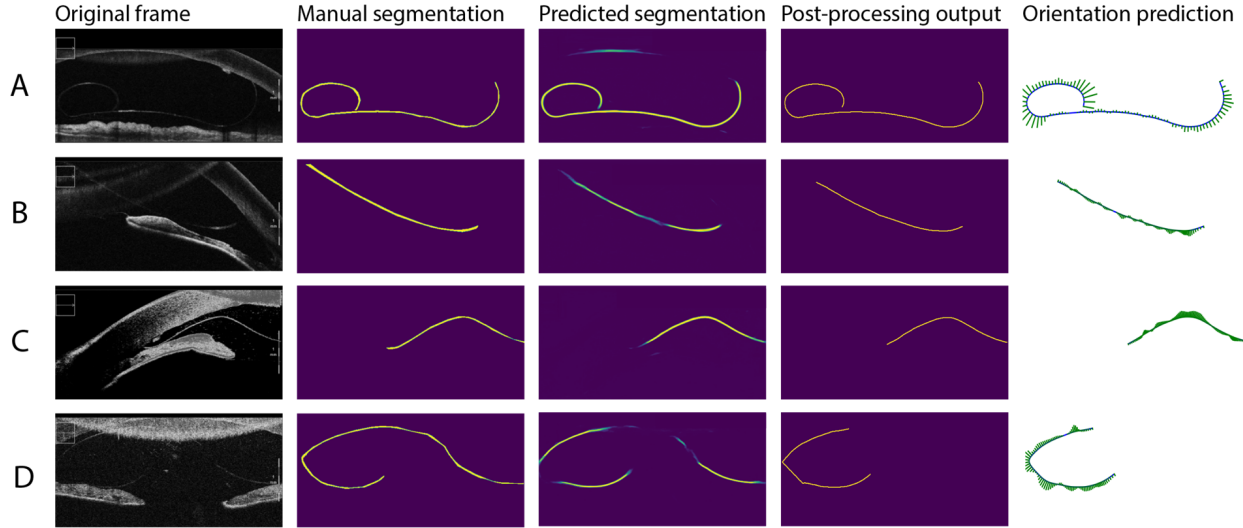 Original frame Manual segmentation Predicted segmentation Post-processing output Orientation prediction
A
B
C
D